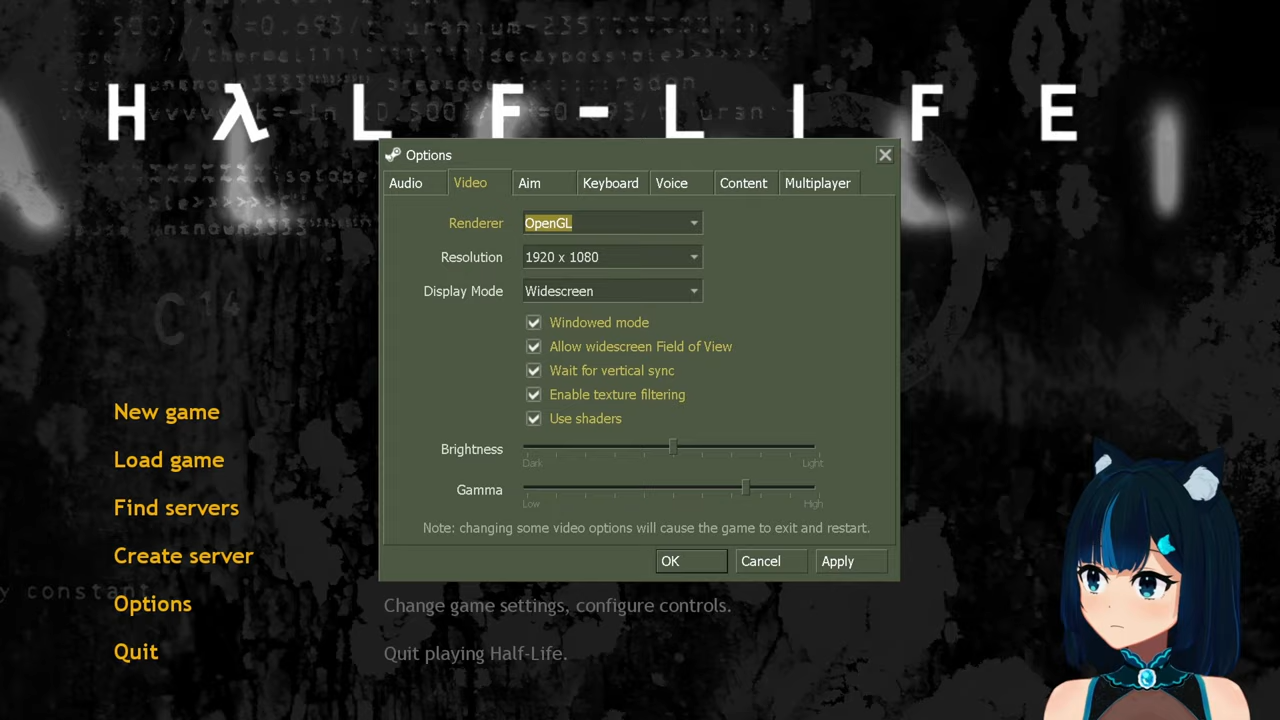 HλLF-LIFE
Options
Audio
Video
Aim
Keyboard
Voice
Content
Multiplayer
Renderer
OpenGL
Resolution
1920 x 1080
Display Mode
Widescreen
Windowed mode
Allow widescreen Field of View
Wait for vertical sync
Enable texture filtering
Use shaders
Brightness
Dark
Light
Gamma
Low
High
Note: changing some video options will cause the game to exit and restart.
OK
Cancel
Apply
New game
Load game
Find servers
Create server
Options
Change game settings, configure controls.
Quit
Quit playing Half-Life.